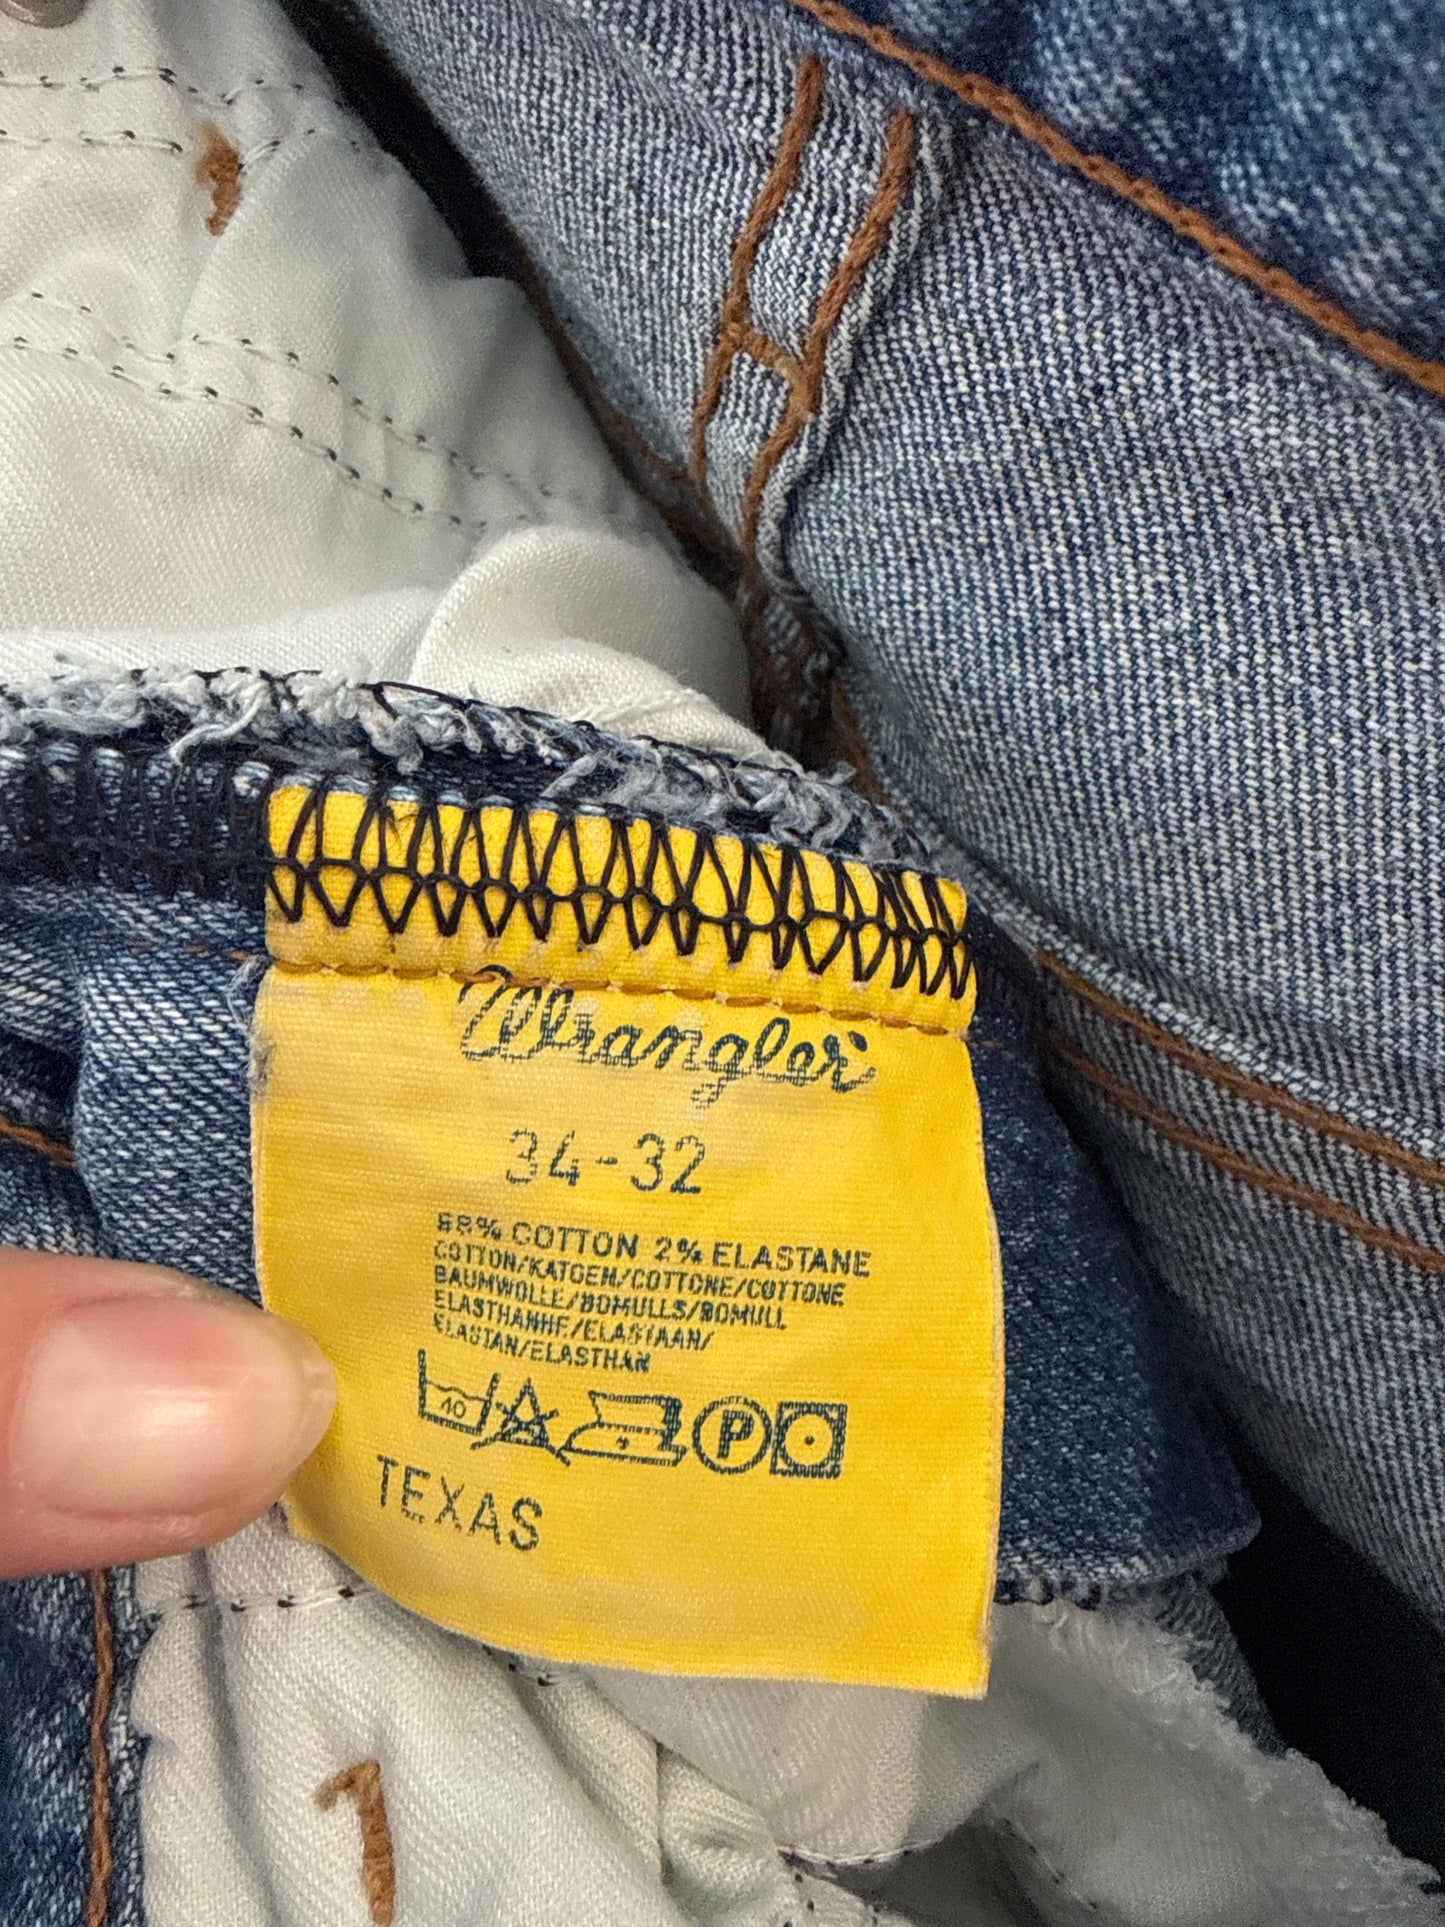 Wrangler
34-32
98% COTTON 2% ELASTANE
COTTON/KATOEN/COTTONE/COTTONE
BAUMWOLLE/BOMULLS/BOMULL
ELASTHANHE/ELASTAAN/
ELASTAN/ELASTHAN
40
P
TEXAS